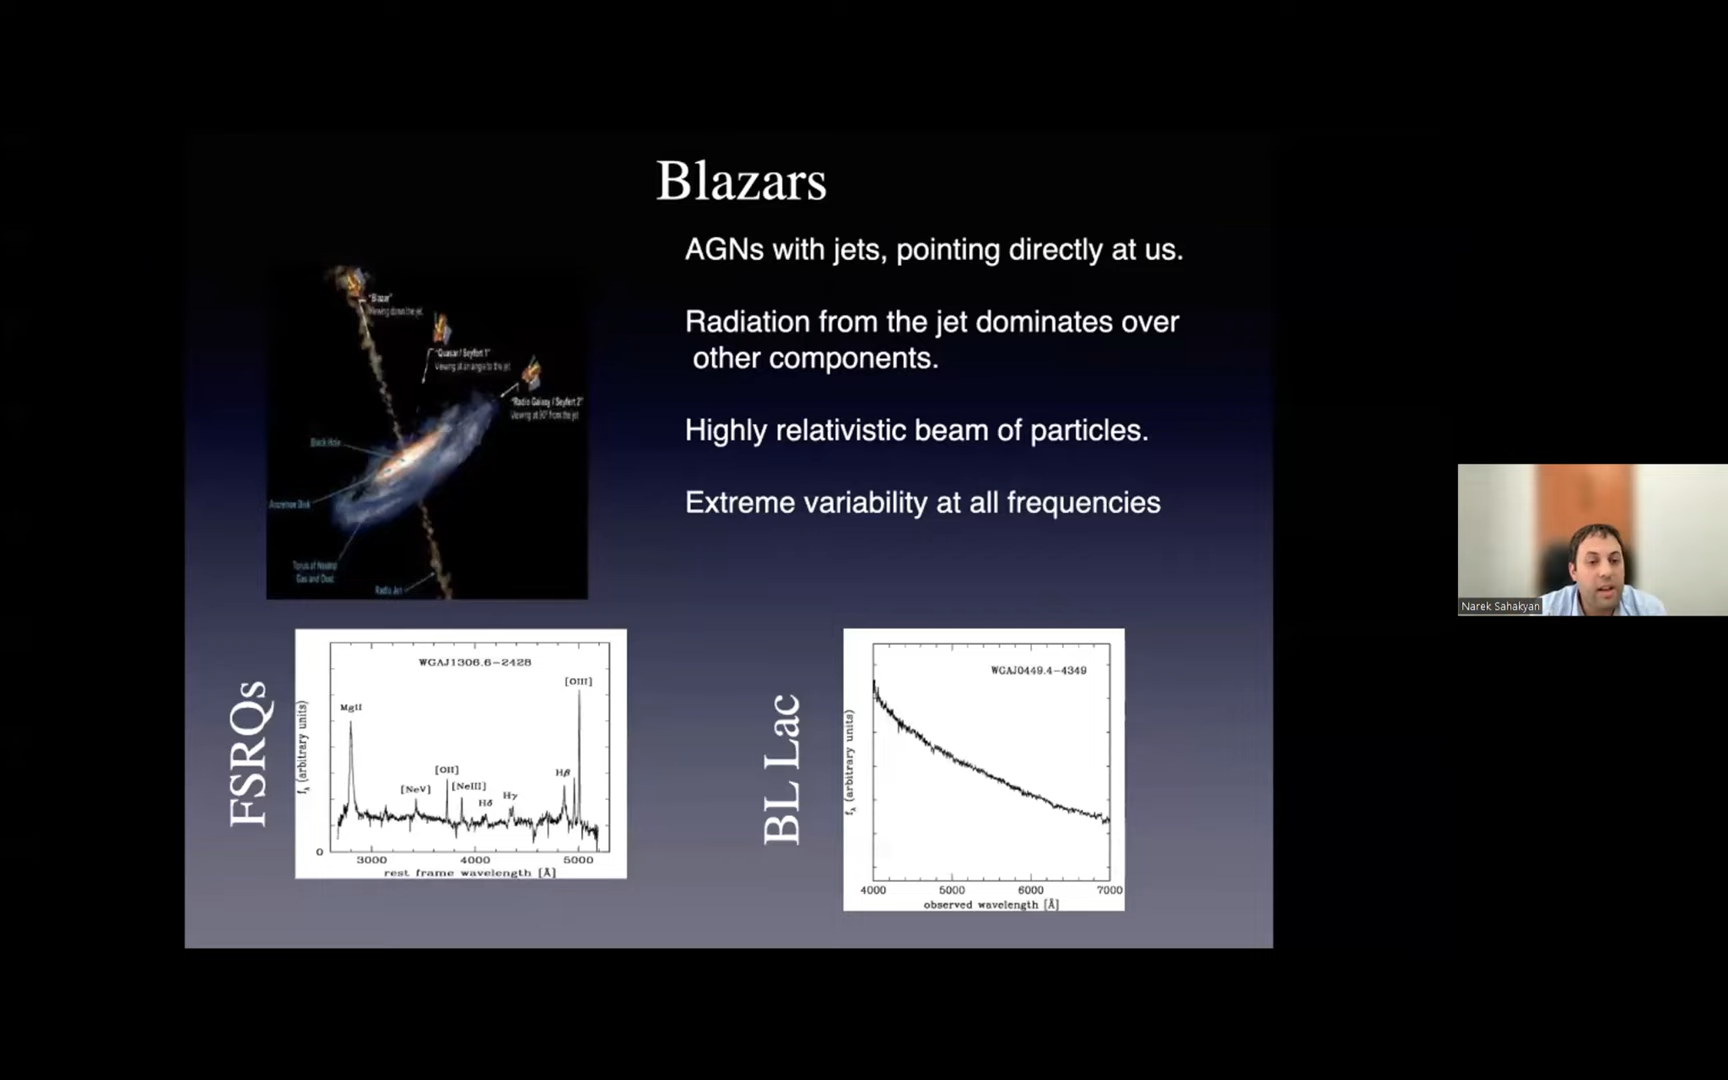 Blazars
AGNs with jets, pointing directly at us.
Radiation from the jet dominates over
other components.
Highly relativistic beam of particles.
Extreme variability at all frequencies
"Blazar"
Viewing down the jet
"Quasar / Seyfert 1"
Viewing at an angle to the jet
"Radio Galaxy / Seyfert 2"
Viewing at 90° from the jet
Black Hole
Accretion Disk
Torus of Neutral
Gas and Dust
Radio Jet
Narek Sahakyan
FSRQs
WGAJ1306.6-2428
[OIII]
MgII
[OII]
Hβ
[NeV]
[NeIII]
Hδ
Hγ
f_λ (arbitrary units)
0
3000 4000 5000
rest frame wavelength [Å]
BL Lac
WGAJ0449.4-4349
f_λ (arbitrary units)
4000 5000 6000 7000
observed wavelength [Å]